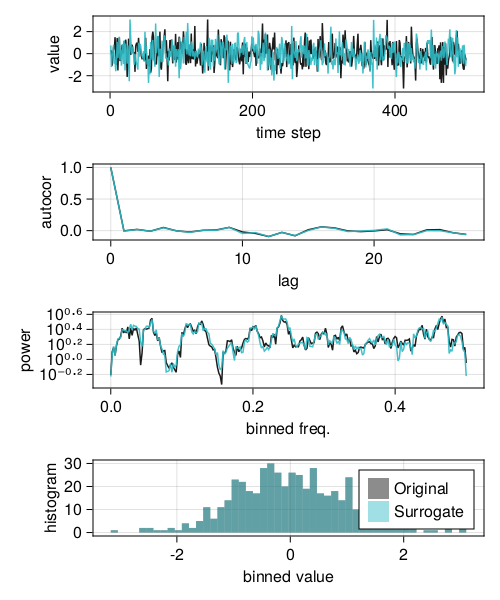 value
2
0
-2
0 200 400
time step
autocor
1.0
0.5
0.0
0 10 20
lag
power
10^0.6
10^0.4
10^0.2
10^0.0
10^-0.2
0.0 0.2 0.4
binned freq.
histogram
30
20
10
0
Original
Surrogate
-2 0 2
binned value